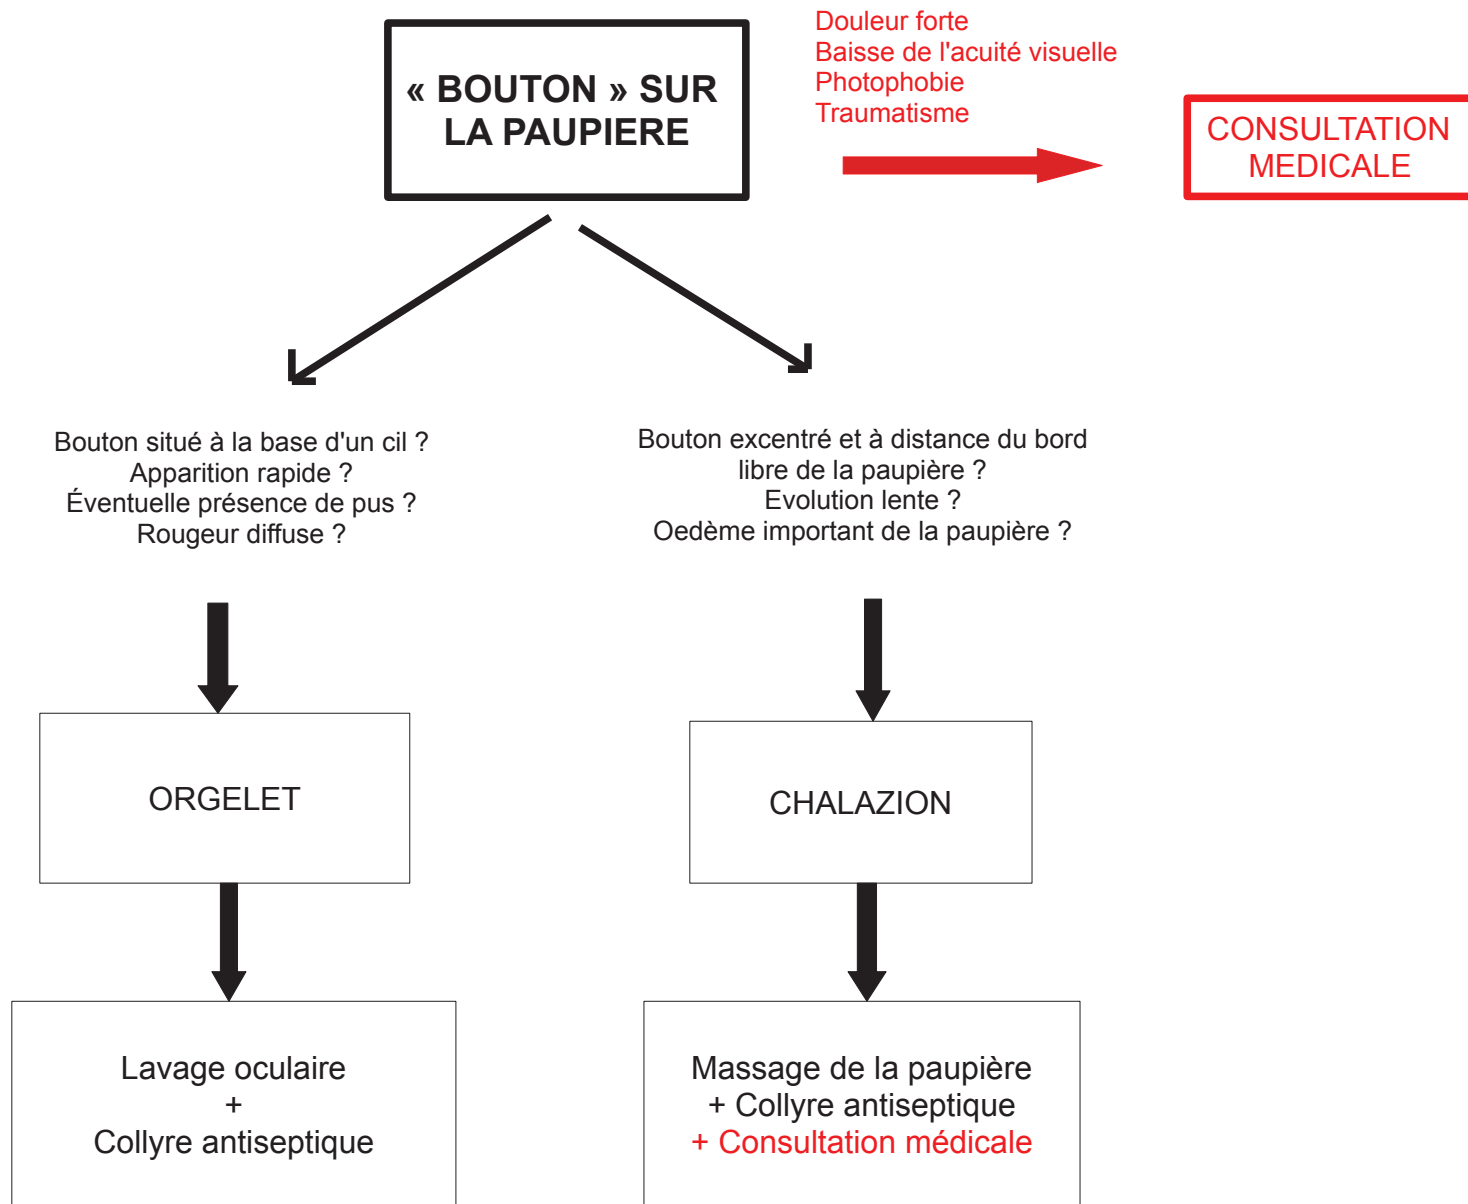 Douleur forte
Baisse de l'acuité visuelle
Photophobie
Traumatisme
« BOUTON » SUR
LA PAUPIERE
CONSULTATION
MEDICALE
Bouton situé à la base d'un cil ?
Apparition rapide ?
Éventuelle présence de pus ?
Rougeur diffuse ?
Bouton excentré et à distance du bord
libre de la paupière ?
Evolution lente ?
Oedème important de la paupière ?
ORGELET
CHALAZION
Lavage oculaire
+
Collyre antiseptique
Massage de la paupière
+ Collyre antiseptique
+ Consultation médicale